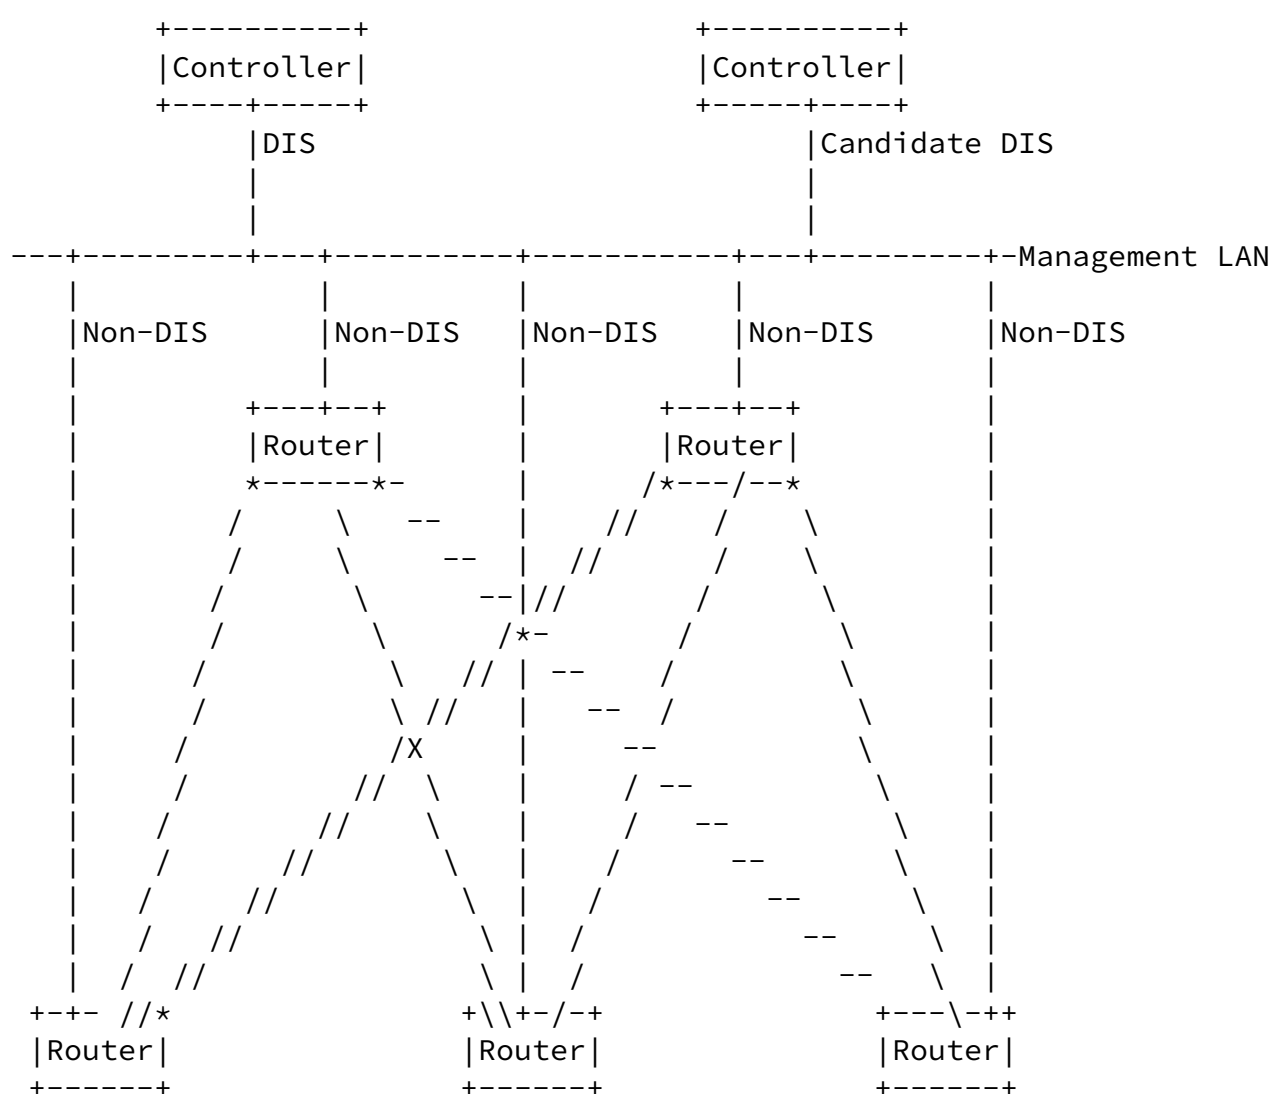 Controller Controller
DIS Candidate DIS
Management LAN
Non-DIS Non-DIS Non-DIS Non-DIS Non-DIS
Router Router
Router Router Router